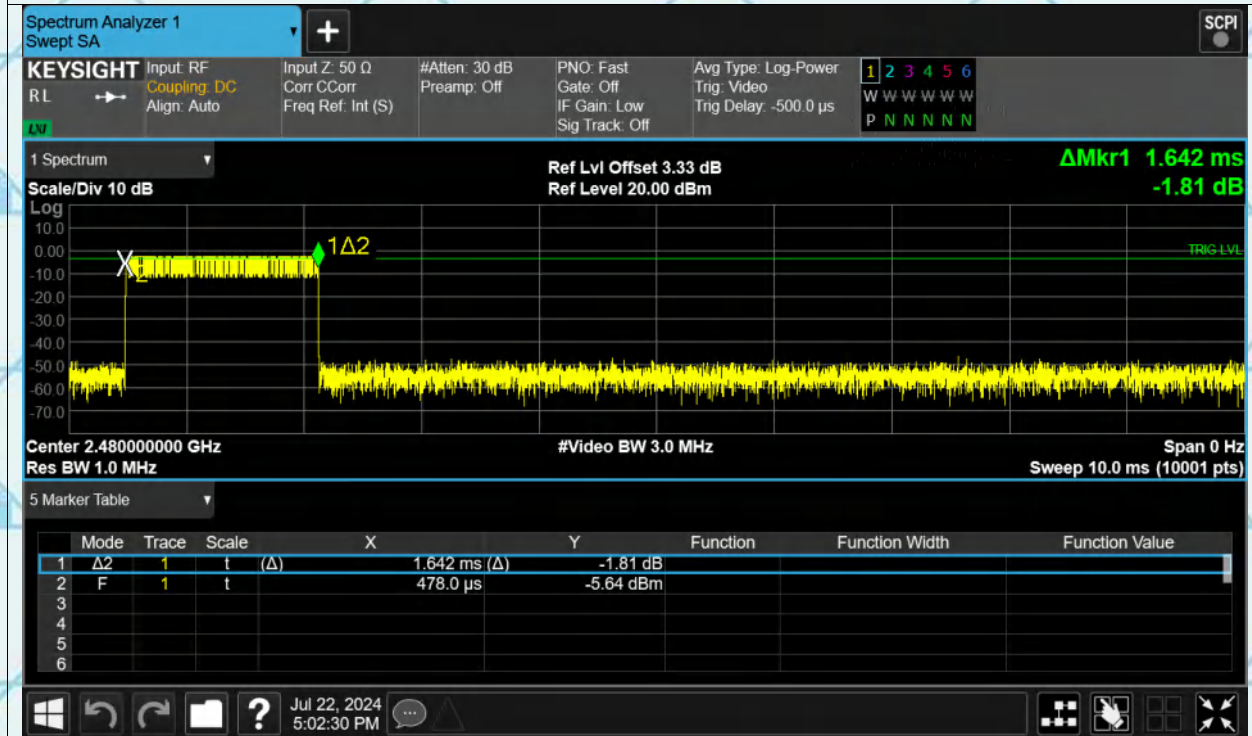 Spectrum Analyzer 1
Swept SA
+
SCPI
KEYSIGHT
RL
LXI
Input: RF
Coupling: DC
Align: Auto
Input Z: 50 Ω
Corr CCorr
Freq Ref: Int (S)
#Atten: 30 dB
Preamp: Off
PNO: Fast
Gate: Off
IF Gain: Low
Sig Track: Off
Avg Type: Log-Power
Trig: Video
Trig Delay: -500.0 µs
1 2 3 4 5 6
W W W W W W
P N N N N N
1 Spectrum
Scale/Div 10 dB
Ref Lvl Offset 3.33 dB
Ref Level 20.00 dBm
ΔMkr1 1.642 ms
-1.81 dB
Log
10.0
0.00
-10.0
-20.0
-30.0
-40.0
-50.0
-60.0
-70.0
X
2
1Δ2
TRIG LVL
Center 2.480000000 GHz
#Video BW 3.0 MHz
Span 0 Hz
Res BW 1.0 MHz
Sweep 10.0 ms (10001 pts)
5 Marker Table
Mode Trace Scale X Y Function Function Width Function Value
1 Δ2 1 t (Δ) 1.642 ms (Δ) -1.81 dB
2 F 1 t 478.0 µs -5.64 dBm
3
4
5
6
?
Jul 22, 2024
5:02:30 PM